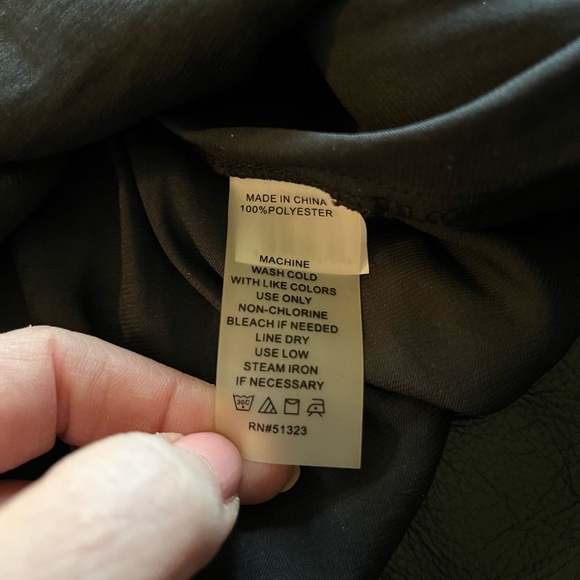 MADE IN CHINA
100%POLYESTER
MACHINE
WASH COLD
WITH LIKE COLORS
USE ONLY
NON-CHLORINE
BLEACH IF NEEDED
LINE DRY
USE LOW
STEAM IRON
IF NECESSARY
30C
RN#51323